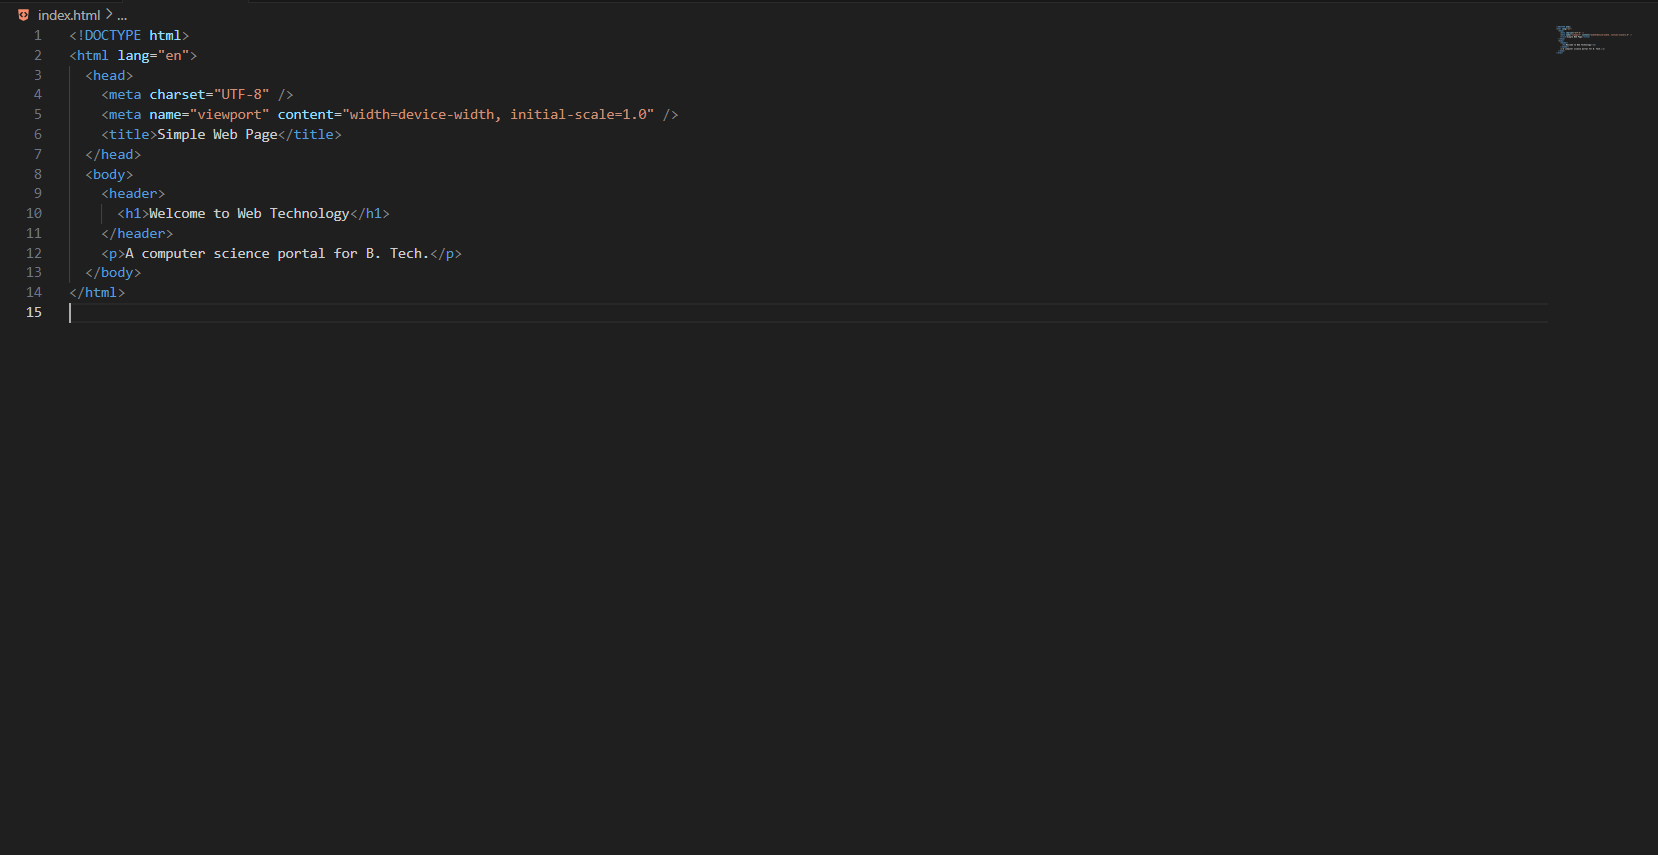 index.html > ...
1 <!DOCTYPE html>
2 <html lang="en">
3   <head>
4     <meta charset="UTF-8" />
5     <meta name="viewport" content="width=device-width, initial-scale=1.0" />
6     <title>Simple Web Page</title>
7   </head>
8   <body>
9     <header>
10       <h1>Welcome to Web Technology</h1>
11     </header>
12     <p>A computer science portal for B. Tech.</p>
13   </body>
14 </html>
15